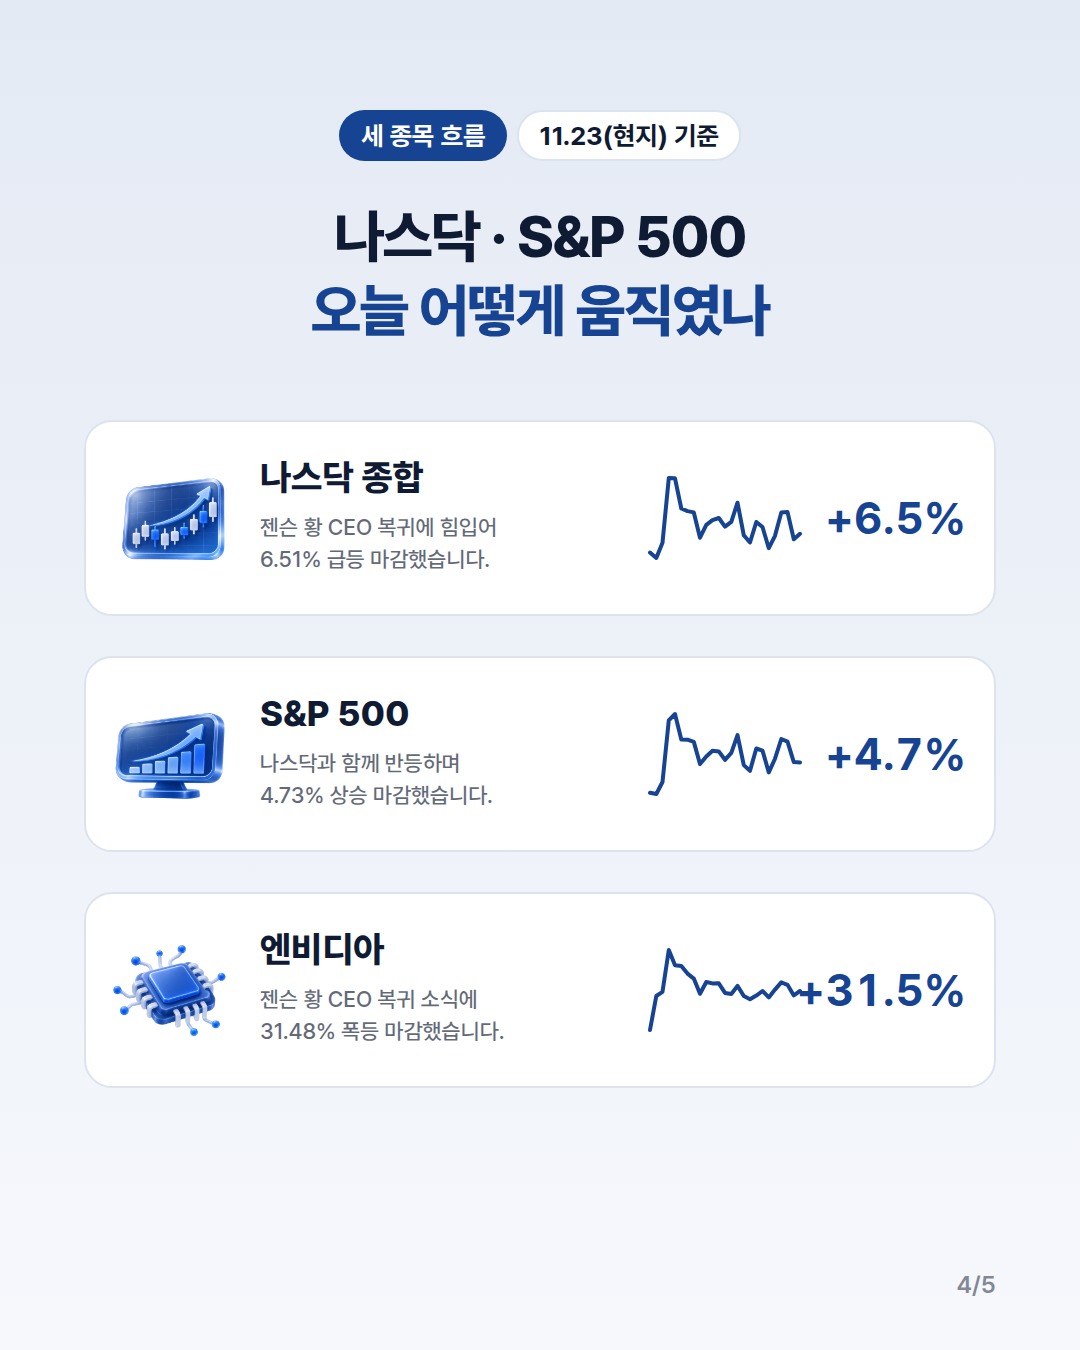 세 종목 흐름
11.23(현지) 기준
나스닥 · S&P 500
오늘 어떻게 움직였나
나스닥 종합
젠슨 황 CEO 복귀에 힘입어
6.51% 급등 마감했습니다.
+6.5%
S&P 500
나스닥과 함께 반등하며
4.73% 상승 마감했습니다.
+4.7%
엔비디아
젠슨 황 CEO 복귀 소식에
31.48% 폭등 마감했습니다.
+31.5%
4/5